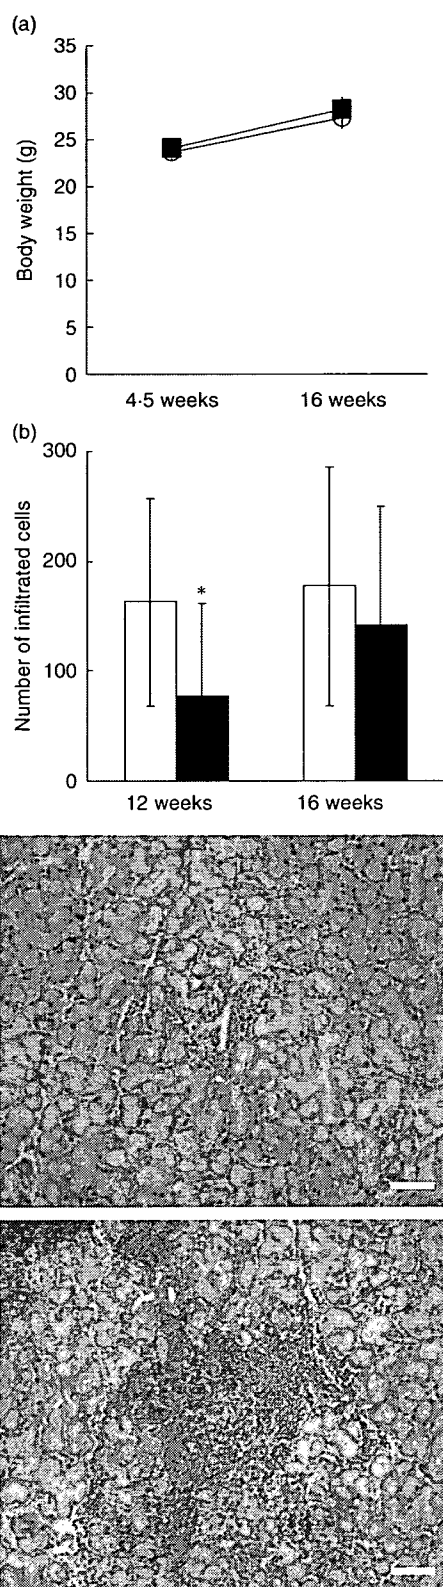 (a)
35
30
25
20
15
10
5
0
Body weight (g)
4·5 weeks
16 weeks
(b)
300
200
100
0
Number of infiltrated cells
*
12 weeks
16 weeks